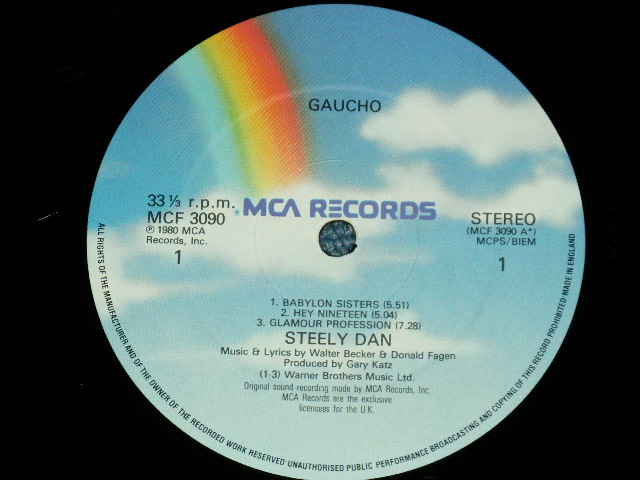 GAUCHO
33 ⅓ r.p.m.
MCF 3090
℗ 1980 MCA
Records, Inc.
1
MCA RECORDS
STEREO
(MCF 3090 A*)
MCPS/BIEM
1
1. BABYLON SISTERS (5.51)
2. HEY NINETEEN (5.04)
3. GLAMOUR PROFESSION (7.28)
STEELY DAN
Music & Lyrics by Walter Becker & Donald Fagen
Produced by Gary Katz
(1-3) Warner Brothers Music Ltd.
Original sound recording made by MCA Records, Inc.
MCA Records are the exclusive
licensees for the U.K.
ALL RIGHTS OF THE MANUFACTURER AND OF THE OWNER OF THE RECORDED WORK RESERVED·UNAUTHORISED PUBLIC PERFORMANCE BROADCASTING AND COPYING OF THIS RECORD PROHIBITED·MADE IN ENGLAND